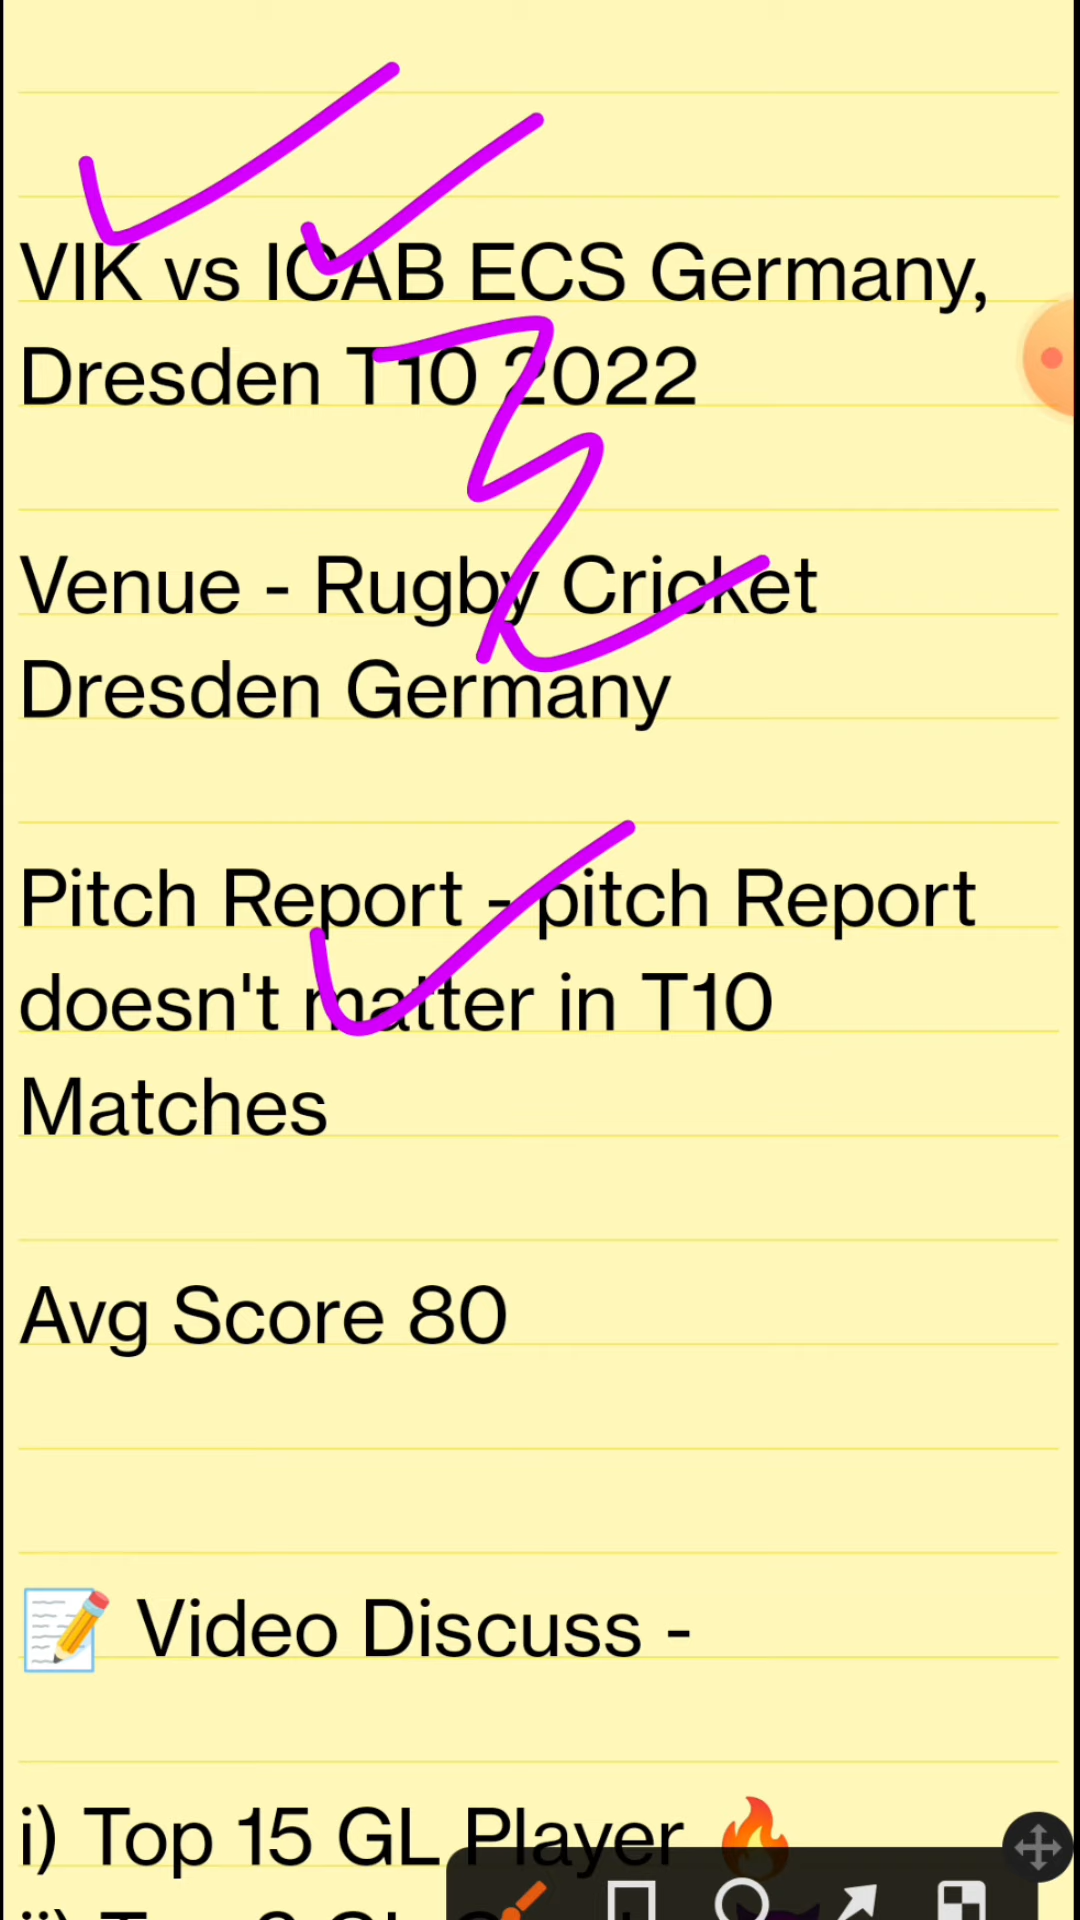 VIK vs ICAB ECS Germany,
Dresden T10 2022
Venue - Rugby Cricket
Dresden Germany
Pitch Report - pitch Report
doesn't matter in T10
Matches
Avg Score 80
📝 Video Discuss -
i) Top 15 GL Player 🔥